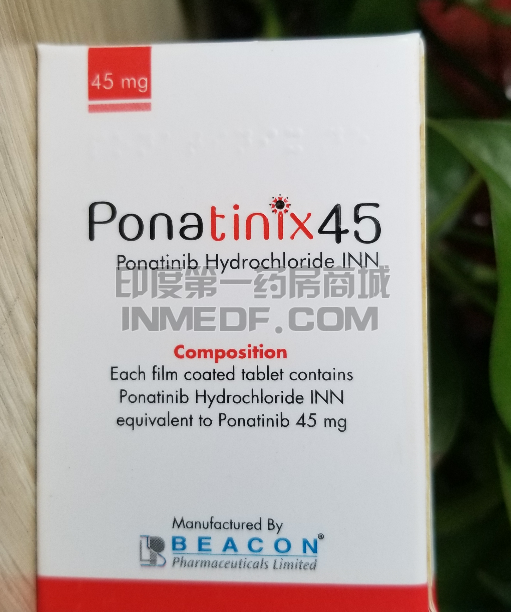 45 mg
Ponatinix45
Ponatinib Hydrochloride INN
印度第一药房商城
INMEDF.COM
Composition
Each film coated tablet contains
Ponatinib Hydrochloride INN
equivalent to Ponatinib 45 mg
Manufactured By
BEACON®
Pharmaceuticals Limited